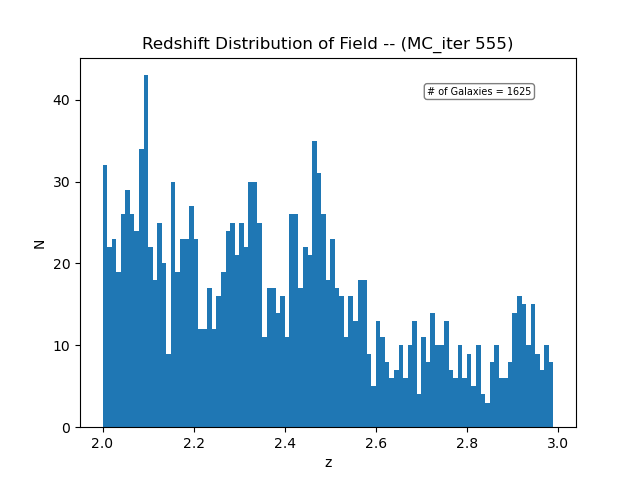 Redshift Distribution of Field -- (MC_iter 555)
# of Galaxies = 1625
N
40
30
20
10
0
2.0 2.2 2.4 2.6 2.8 3.0
z